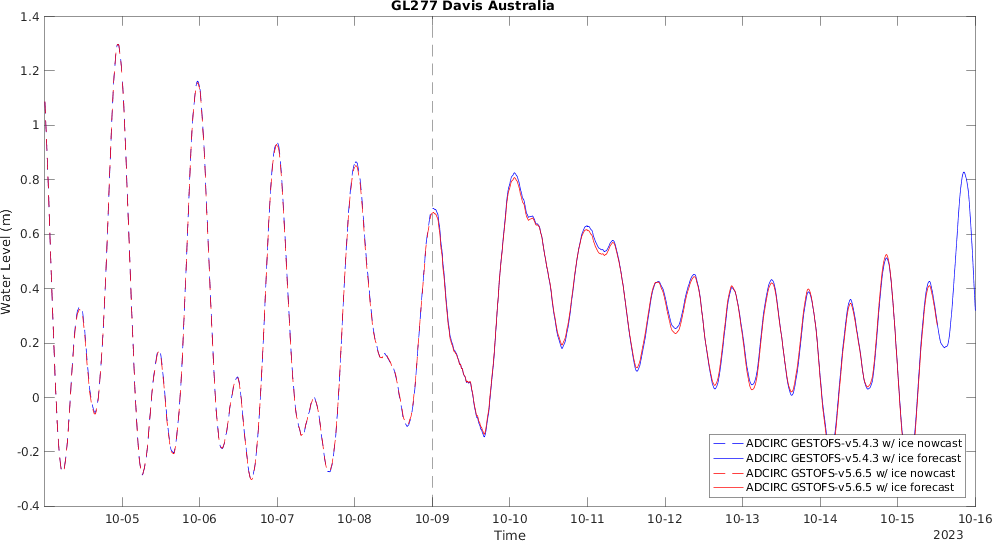 GL277 Davis Australia
1.4
1.2
1
0.8
0.6
0.4
0.2
0
-0.2
-0.4
Water Level (m)
ADCIRC GESTOFS-v5.4.3 w/ ice nowcast
ADCIRC GESTOFS-v5.4.3 w/ ice forecast
ADCIRC GSTOFS-v5.6.5 w/ ice nowcast
ADCIRC GSTOFS-v5.6.5 w/ ice forecast
10-05 10-06 10-07 10-08 10-09 10-10 10-11 10-12 10-13 10-14 10-15 10-16
Time
2023